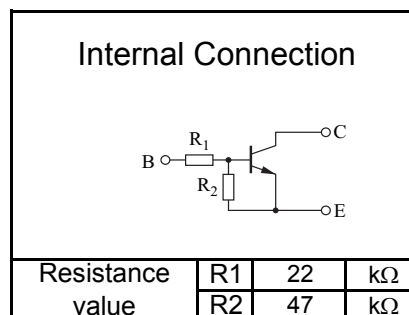 Internal Connection
C
R1
B
R2
E
Resistance value R1 22 kΩ
R2 47 kΩ